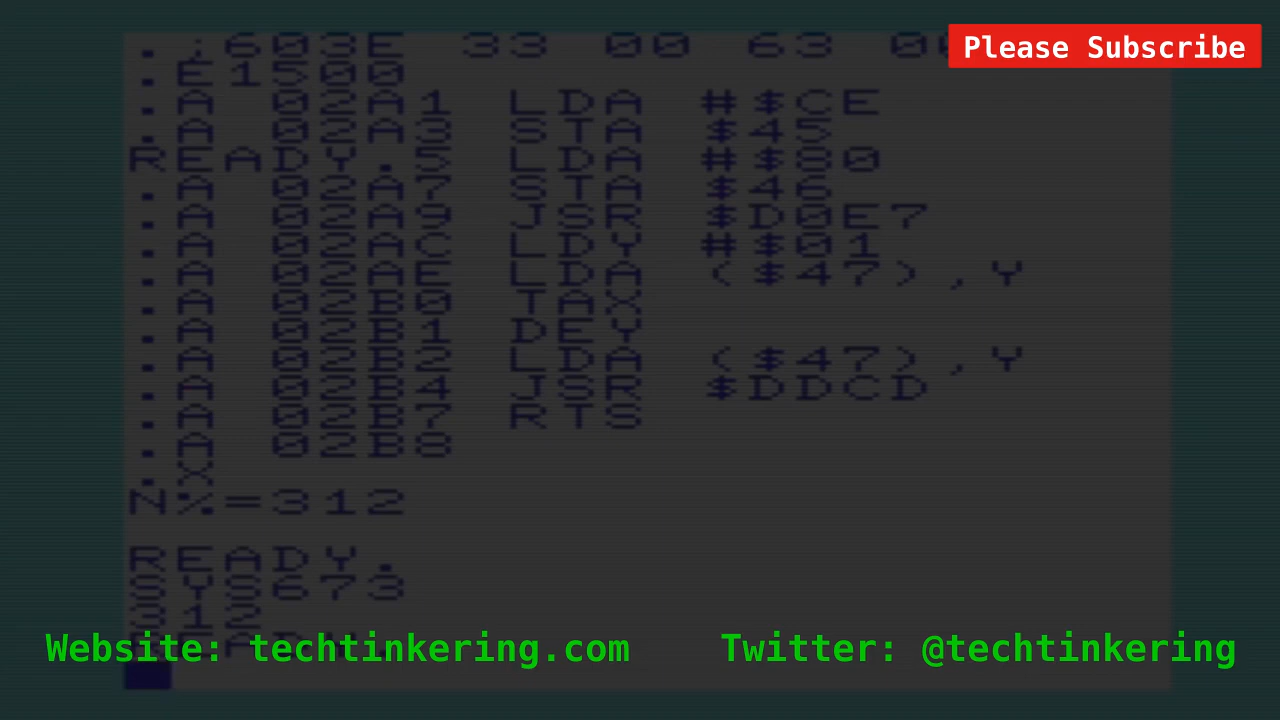 .;603E 33 00 63 0
Please Subscribe
.E1500
.A 02A1 LDA #$CE
.A 02A3 STA $45
READY.5 LDA #$80
.A 02A7 STA $46
.A 02A9 JSR $D0E7
.A 02AC LDY #$01
.A 02AE LDA ($47),Y
.A 02B0 TAX
.A 02B1 DEY
.A 02B2 LDA ($47),Y
.A 02B4 JSR $DDCD
.A 02B7 RTS
.A 02B8
.X
N%=312
READY.
SYS673
312
READY.
Website: techtinkering.com Twitter: @techtinkering